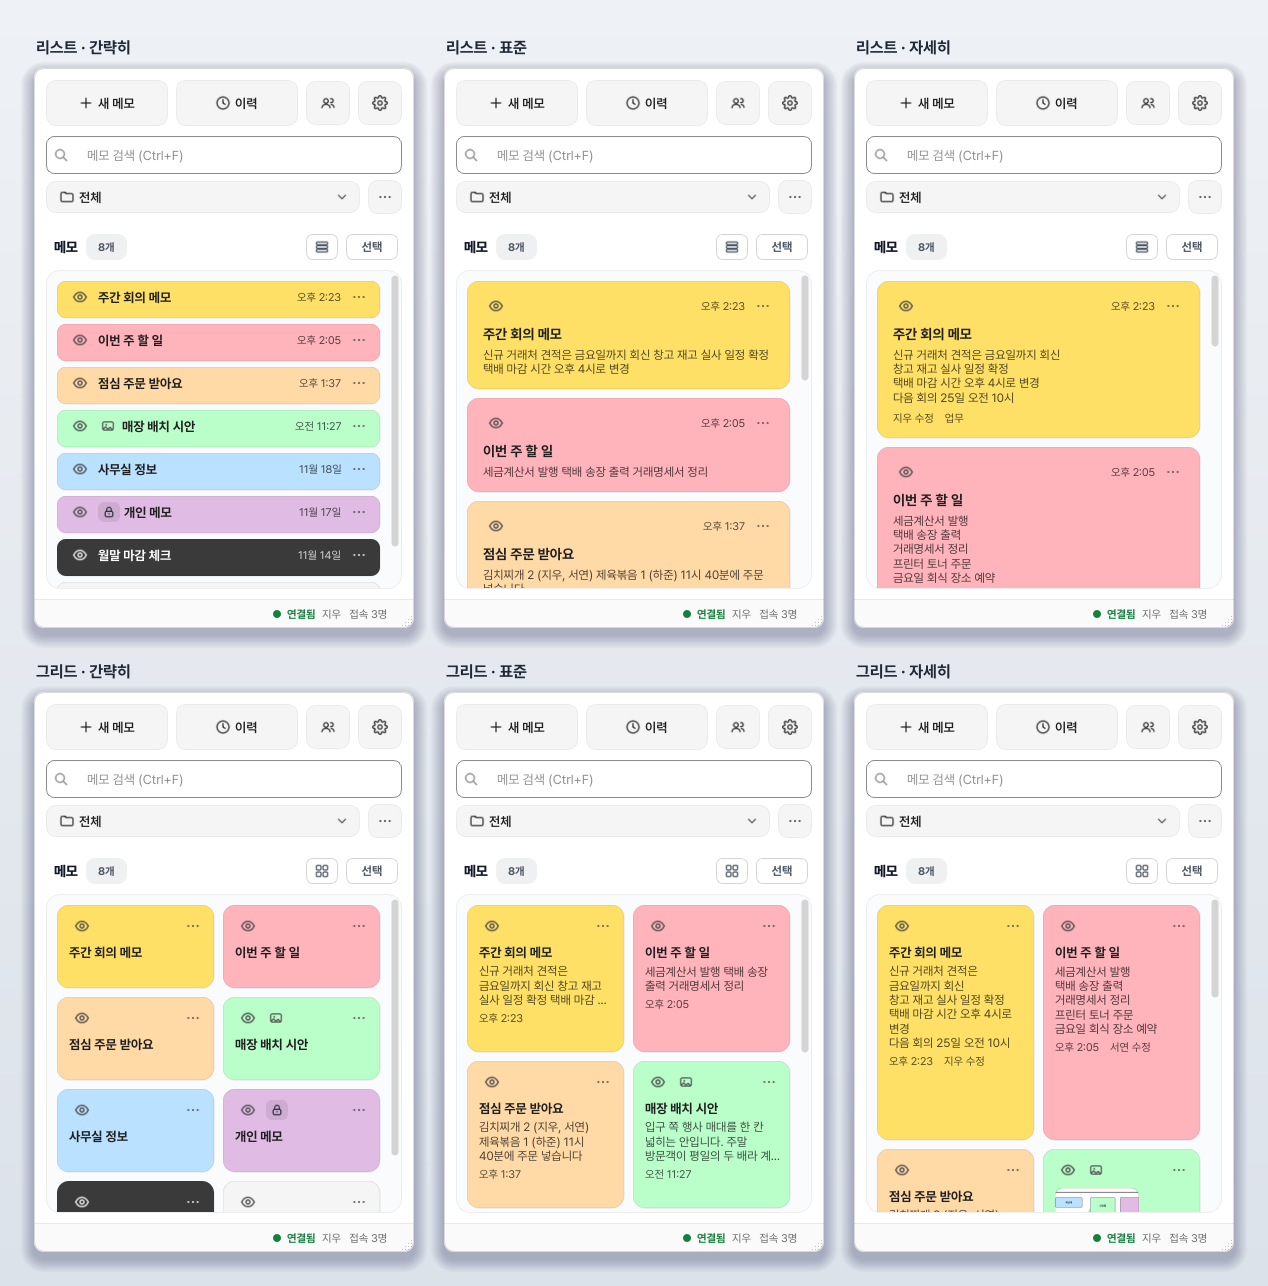 리스트 · 간략히
새 메모
이력
메모 검색 (Ctrl+F)
전체
메모
8개
선택
주간 회의 메모
오후 2:23
이번 주 할 일
오후 2:05
점심 주문 받아요
오후 1:37
매장 배치 시안
오전 11:27
사무실 정보
11월 18일
개인 메모
11월 17일
월말 마감 체크
11월 14일
연결됨 지우 접속 3명
리스트 · 표준
새 메모
이력
메모 검색 (Ctrl+F)
전체
메모
8개
선택
오후 2:23
주간 회의 메모
신규 거래처 견적은 금요일까지 회신 창고 재고 실사 일정 확정
택배 마감 시간 오후 4시로 변경
오후 2:05
이번 주 할 일
세금계산서 발행 택배 송장 출력 거래명세서 정리
오후 1:37
점심 주문 받아요
김치찌개 2 (지우, 서연) 제육볶음 1 (하준) 11시 40분에 주문
넣습니다
연결됨 지우 접속 3명
리스트 · 자세히
새 메모
이력
메모 검색 (Ctrl+F)
전체
메모
8개
선택
오후 2:23
주간 회의 메모
신규 거래처 견적은 금요일까지 회신
창고 재고 실사 일정 확정
택배 마감 시간 오후 4시로 변경
다음 회의 25일 오전 10시
지우 수정 업무
오후 2:05
이번 주 할 일
세금계산서 발행
택배 송장 출력
거래명세서 정리
프린터 토너 주문
금요일 회식 장소 예약
연결됨 지우 접속 3명
그리드 · 간략히
새 메모
이력
메모 검색 (Ctrl+F)
전체
메모
8개
선택
주간 회의 메모
이번 주 할 일
점심 주문 받아요
매장 배치 시안
사무실 정보
개인 메모
연결됨 지우 접속 3명
그리드 · 표준
새 메모
이력
메모 검색 (Ctrl+F)
전체
메모
8개
선택
주간 회의 메모
신규 거래처 견적은
금요일까지 회신 창고 재고
실사 일정 확정 택배 마감 ...
오후 2:23
이번 주 할 일
세금계산서 발행 택배 송장
출력 거래명세서 정리
오후 2:05
점심 주문 받아요
김치찌개 2 (지우, 서연)
제육볶음 1 (하준) 11시
40분에 주문 넣습니다
오후 1:37
매장 배치 시안
입구 쪽 행사 매대를 한 칸
넓히는 안입니다. 주말
방문객이 평일의 두 배라 계...
오전 11:27
연결됨 지우 접속 3명
그리드 · 자세히
새 메모
이력
메모 검색 (Ctrl+F)
전체
메모
8개
선택
주간 회의 메모
신규 거래처 견적은
금요일까지 회신
창고 재고 실사 일정 확정
택배 마감 시간 오후 4시로
변경
다음 회의 25일 오전 10시
오후 2:23 지우 수정
이번 주 할 일
세금계산서 발행
택배 송장 출력
거래명세서 정리
프린터 토너 주문
금요일 회식 장소 예약
오후 2:05 서연 수정
점심 주문 받아요
김치찌개 2 (지우, 서연)
연결됨 지우 접속 3명